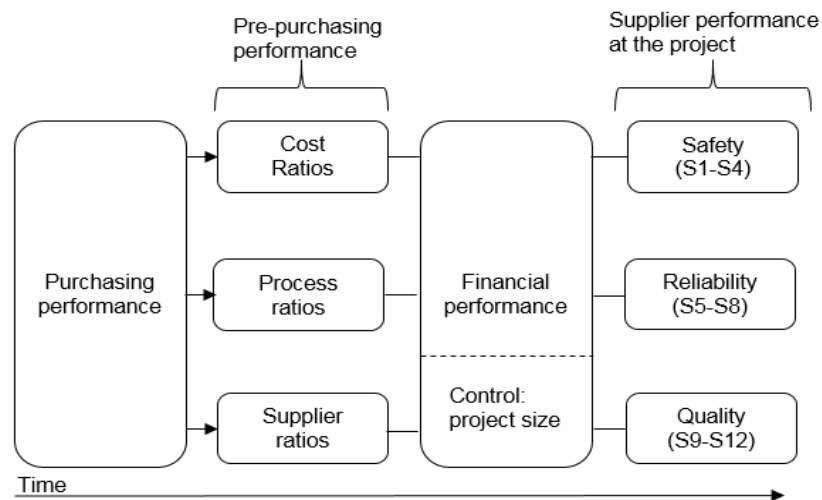 Pre-purchasing
performance
Supplier performance
at the project
Purchasing
performance
Cost
Ratios
Process
ratios
Supplier
ratios
Financial
performance
Control:
project size
Safety
(S1-S4)
Reliability
(S5-S8)
Quality
(S9-S12)
Time